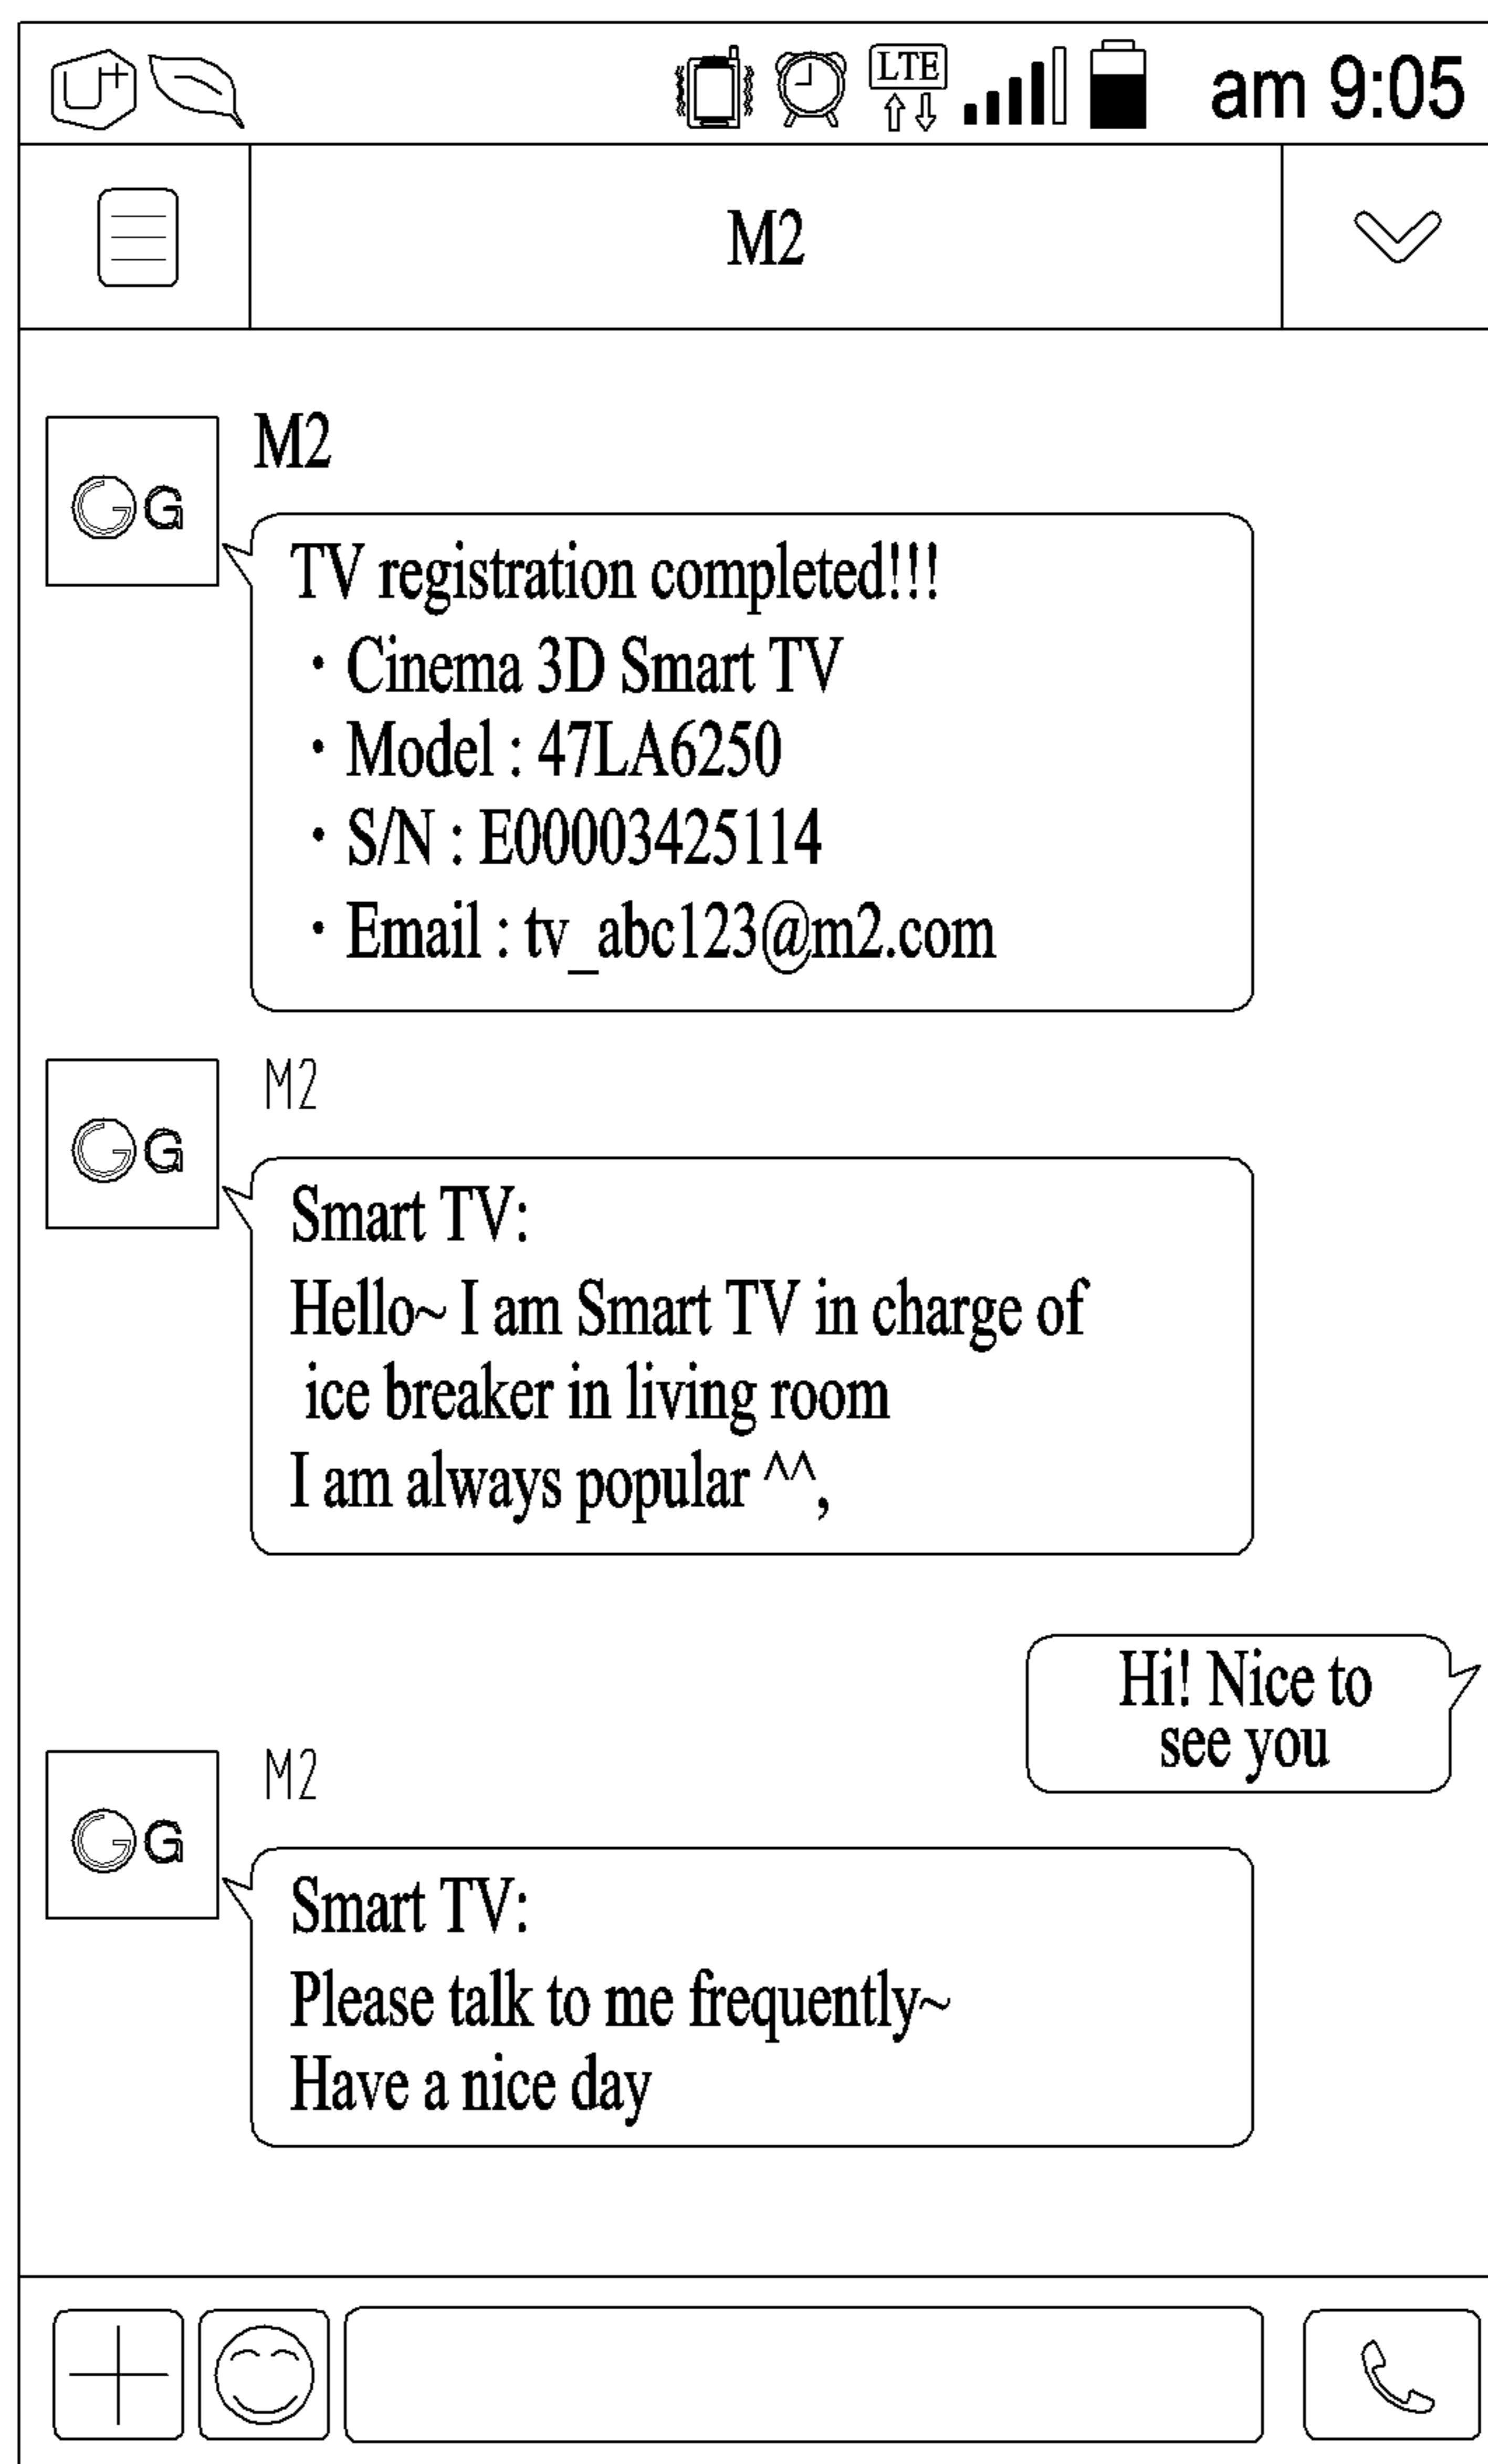 U+ LTE am 9:05
M2
M2
G G
TV registration completed!!!
· Cinema 3D Smart TV
· Model : 47LA6250
· S/N : E00003425114
· Email : tv_abc123@m2.com
M2
G G
Smart TV:
Hello~ I am Smart TV in charge of
ice breaker in living room
I am always popular ^^,
Hi! Nice to
see you
M2
G G
Smart TV:
Please talk to me frequently~
Have a nice day